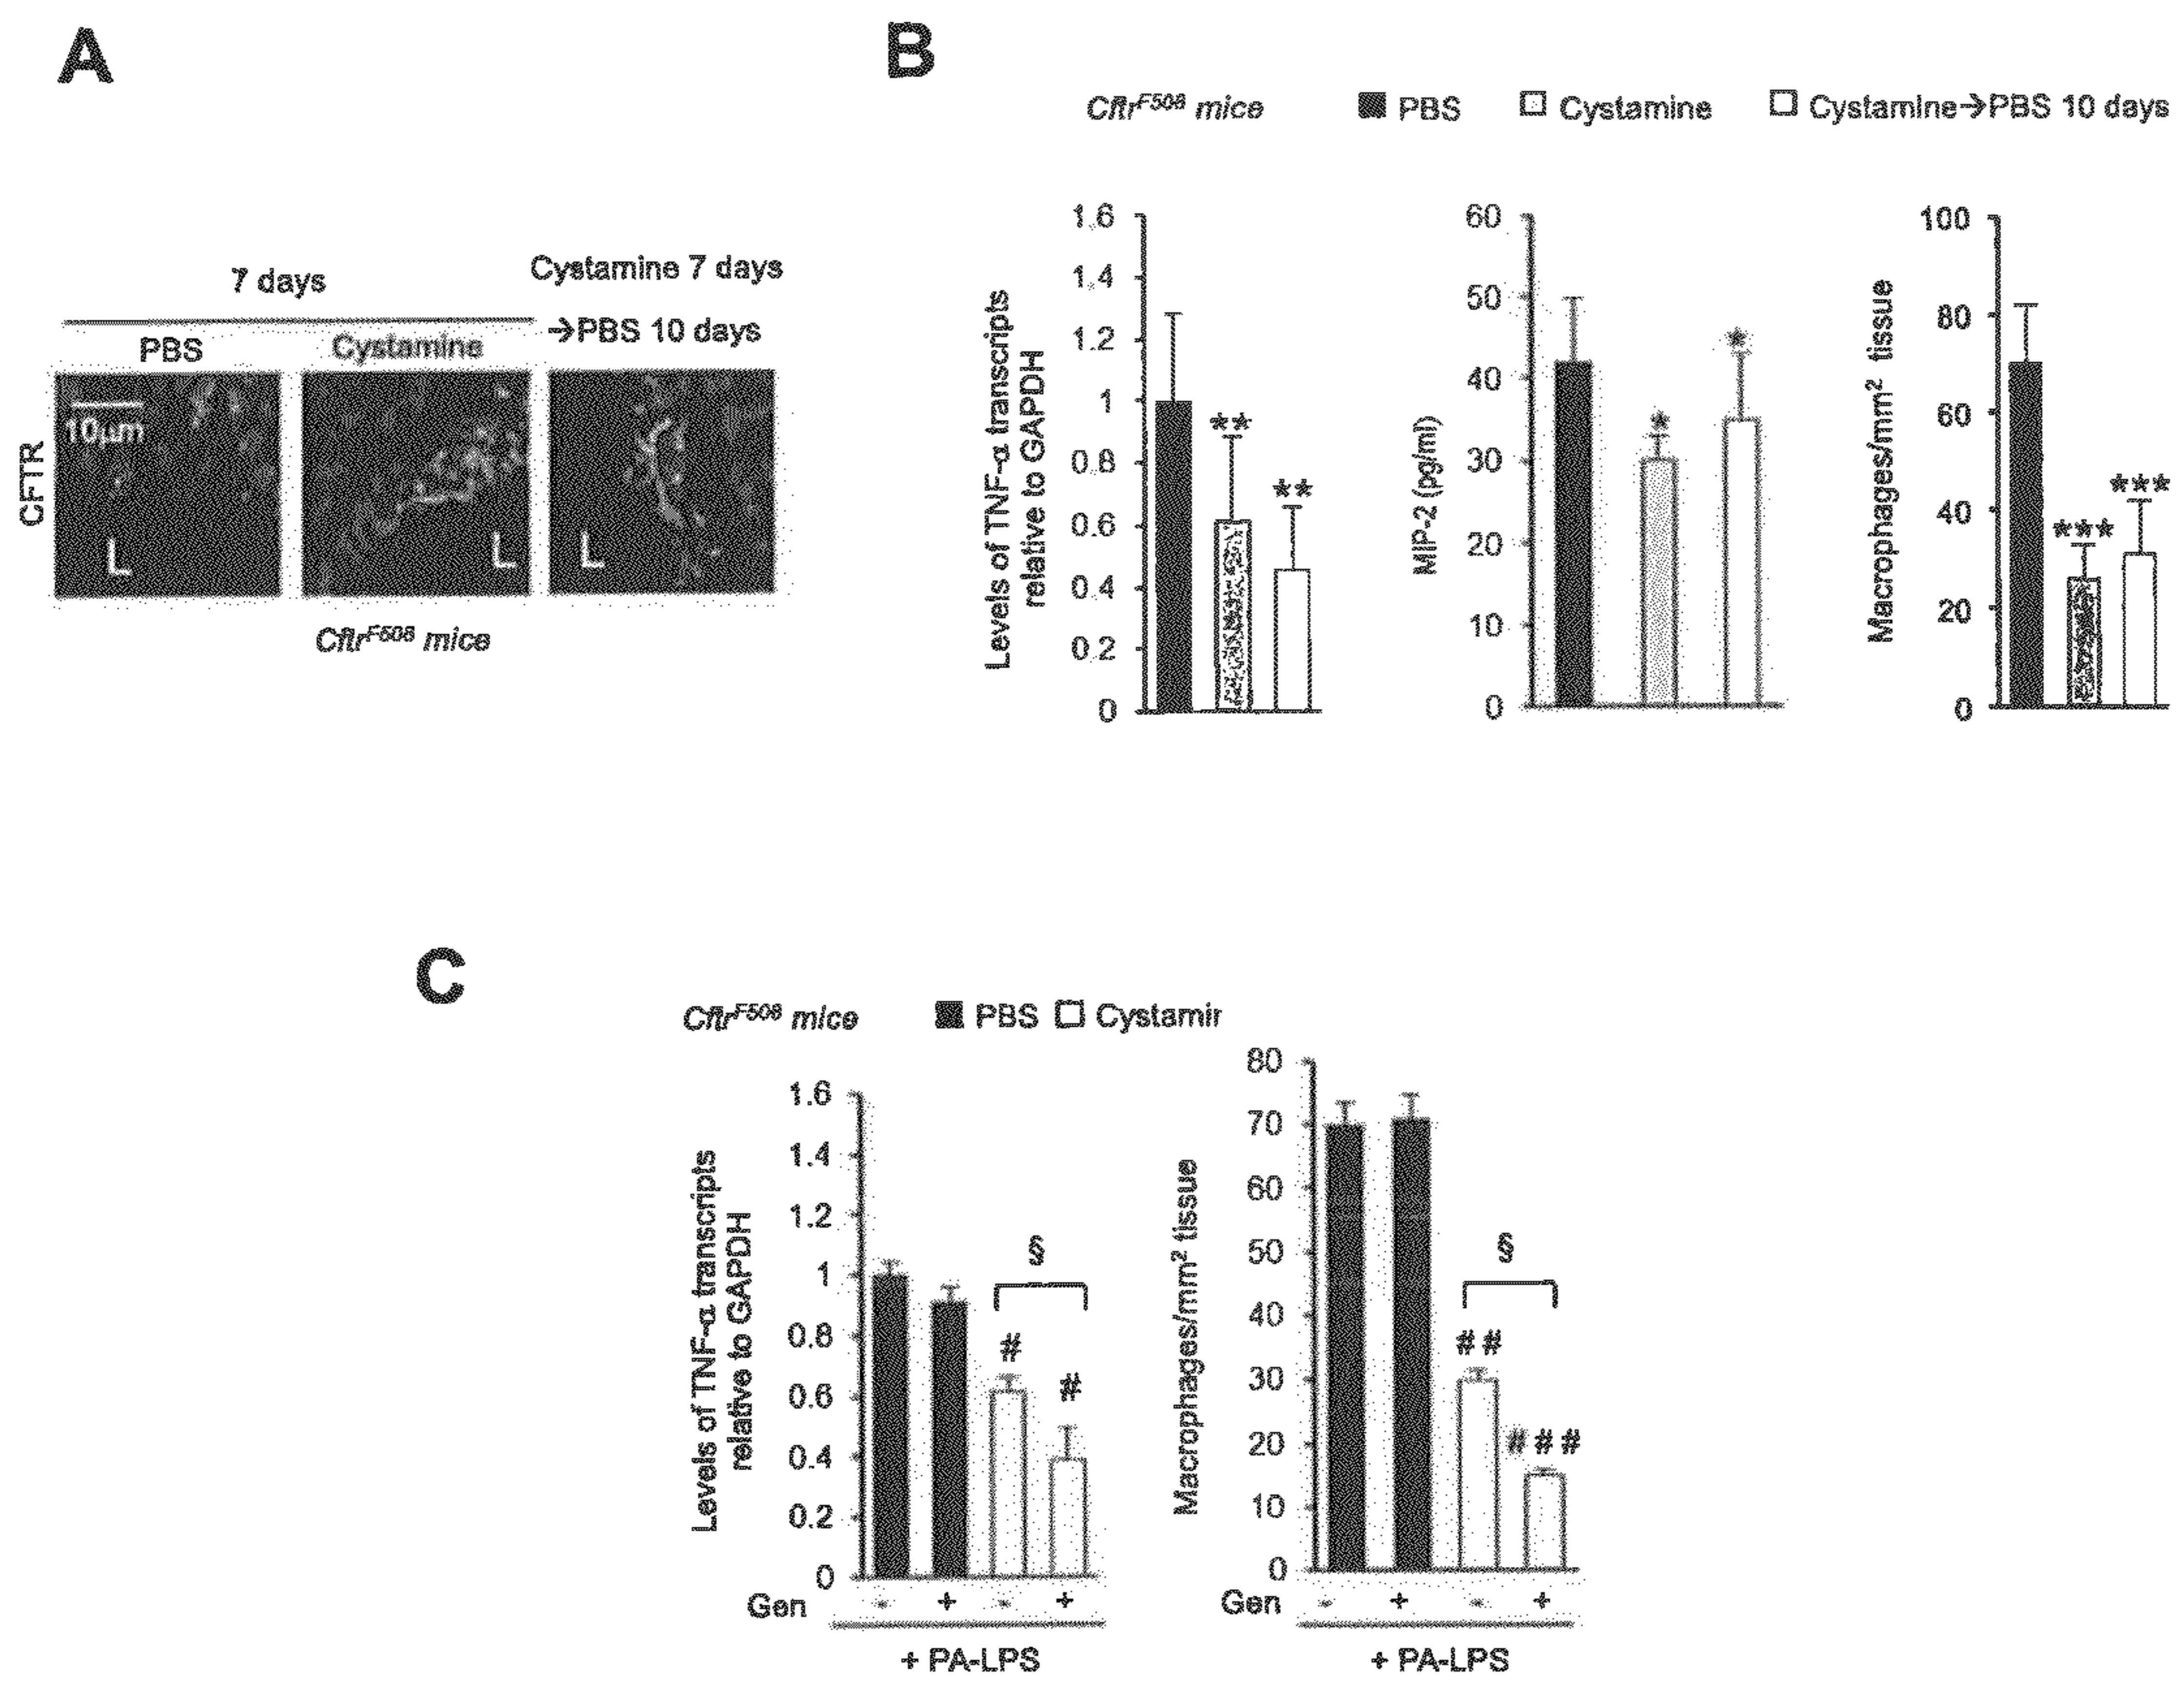 A
7 days
Cystamine 7 days
→PBS 10 days
PBS
Cystamine
CFTR
10µm
L
L
L
Cftr^F508 mice
B
Cftr^F508 mice
PBS
Cystamine
Cystamine→PBS 10 days
Levels of TNF-α transcripts
relative to GAPDH
1.6
1.4
1.2
1
0.8
0.6
0.4
0.2
0
**
**
MIP-2 (pg/ml)
60
50
40
30
20
10
0
*
*
Macrophages/mm² tissue
100
80
60
40
20
0
***
***
C
Cftr^F508 mice
PBS
Cystamir
Levels of TNF-α transcripts
relative to GAPDH
1.6
1.4
1.2
1
0.8
0.6
0.4
0.2
0
§
#
#
Gen - + - +
+ PA-LPS
Macrophages/mm² tissue
80
70
60
50
40
30
20
10
0
§
##
###
Gen - + - +
+ PA-LPS